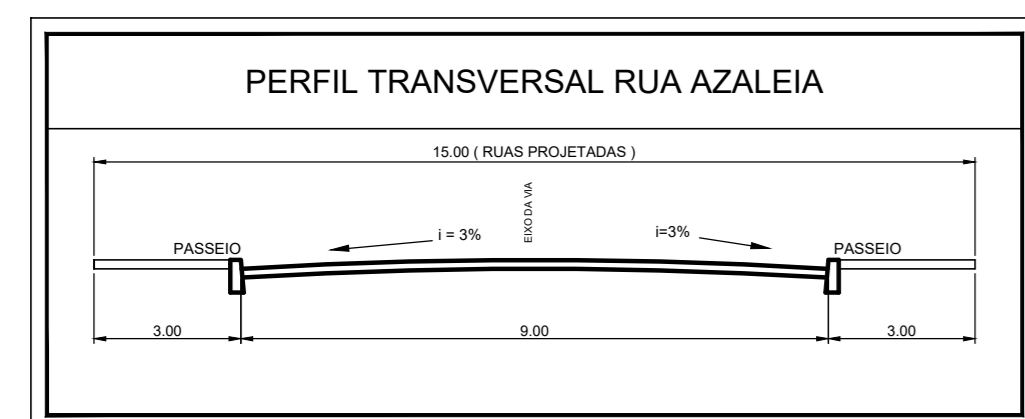 PERFIL TRANSVERSAL RUA AZALEIA
15.00 ( RUAS PROJETADAS )
EIXO DA VIA
i = 3%
i=3%
PASSEIO
PASSEIO
3.00
9.00
3.00